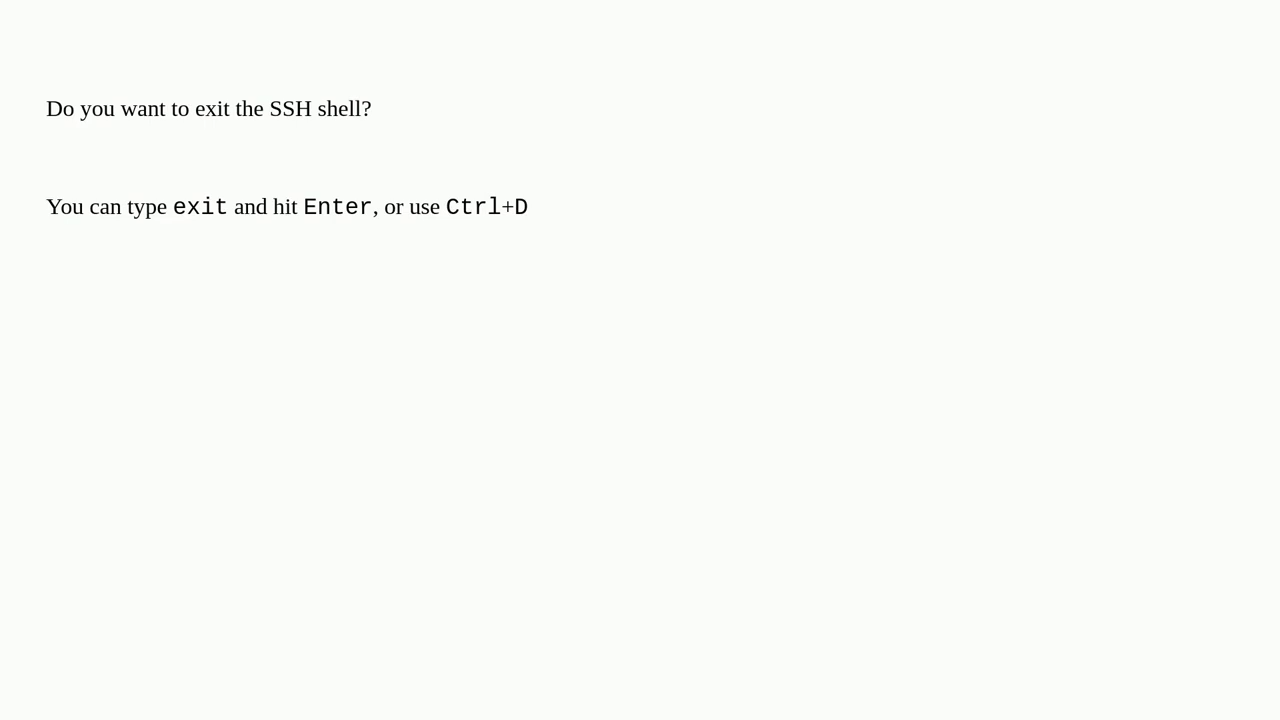 Do you want to exit the SSH shell?
You can type exit and hit Enter, or use Ctrl+D